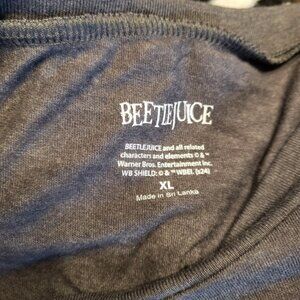 BEETLEJUICE
BEETLEJUICE and all related
characters and elements © & ™
Warner Bros. Entertainment Inc.
WB SHIELD: © & ™ WBEI. (s24)
XL
Made in Sri Lanka